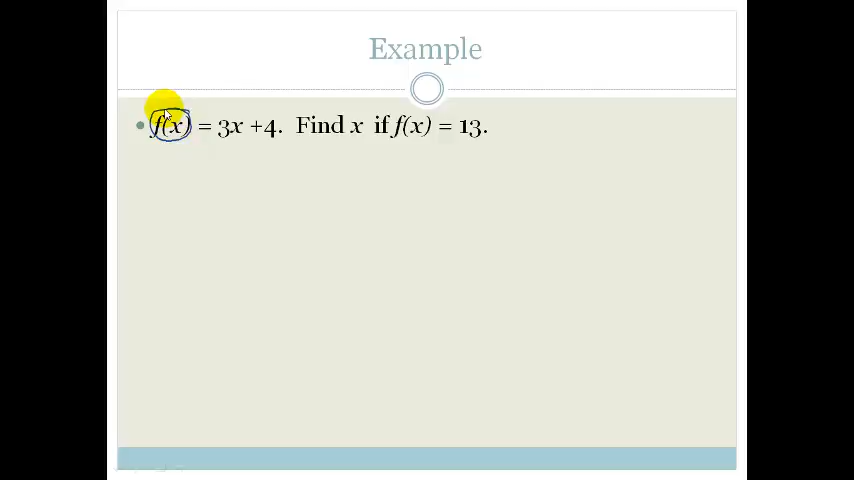 Example
• f(x) = 3x +4. Find x if f(x) = 13.